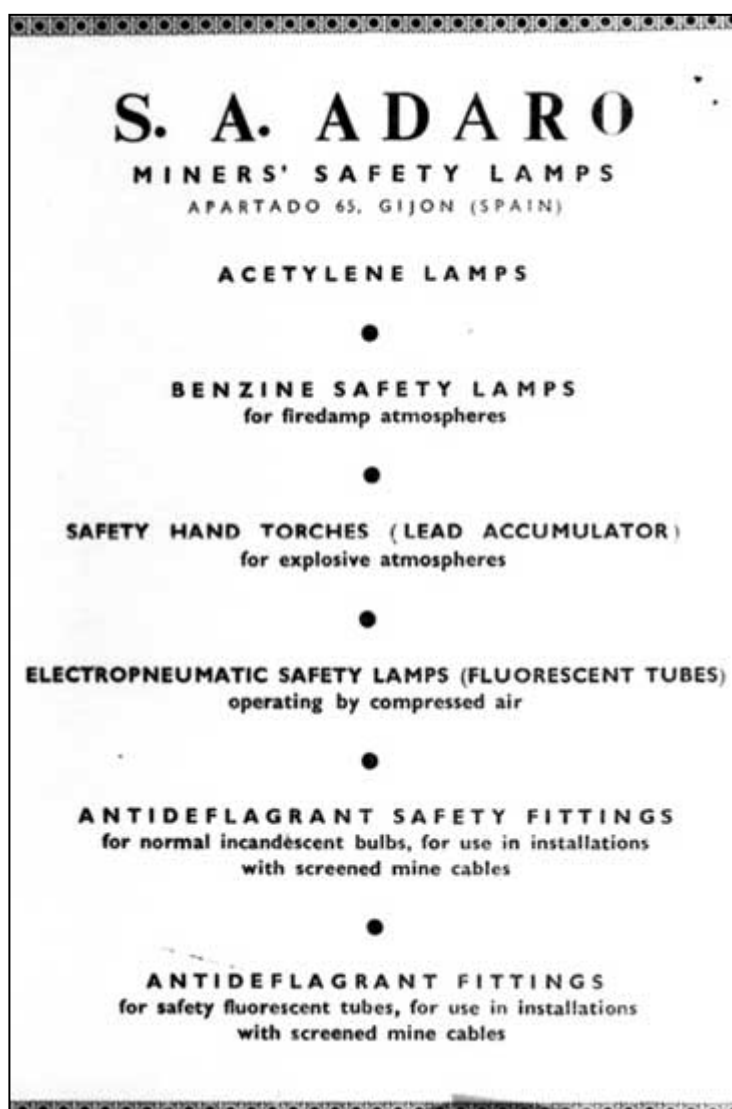 S. A. ADARO
MINERS' SAFETY LAMPS
APARTADO 65, GIJON (SPAIN)
ACETYLENE LAMPS
BENZINE SAFETY LAMPS
for firedamp atmospheres
SAFETY HAND TORCHES (LEAD ACCUMULATOR)
for explosive atmospheres
ELECTROPNEUMATIC SAFETY LAMPS (FLUORESCENT TUBES)
operating by compressed air
ANTIDEFLAGRANT SAFETY FITTINGS
for normal incandescent bulbs, for use in installations
with screened mine cables
ANTIDEFLAGRANT FITTINGS
for safety fluorescent tubes, for use in installations
with screened mine cables